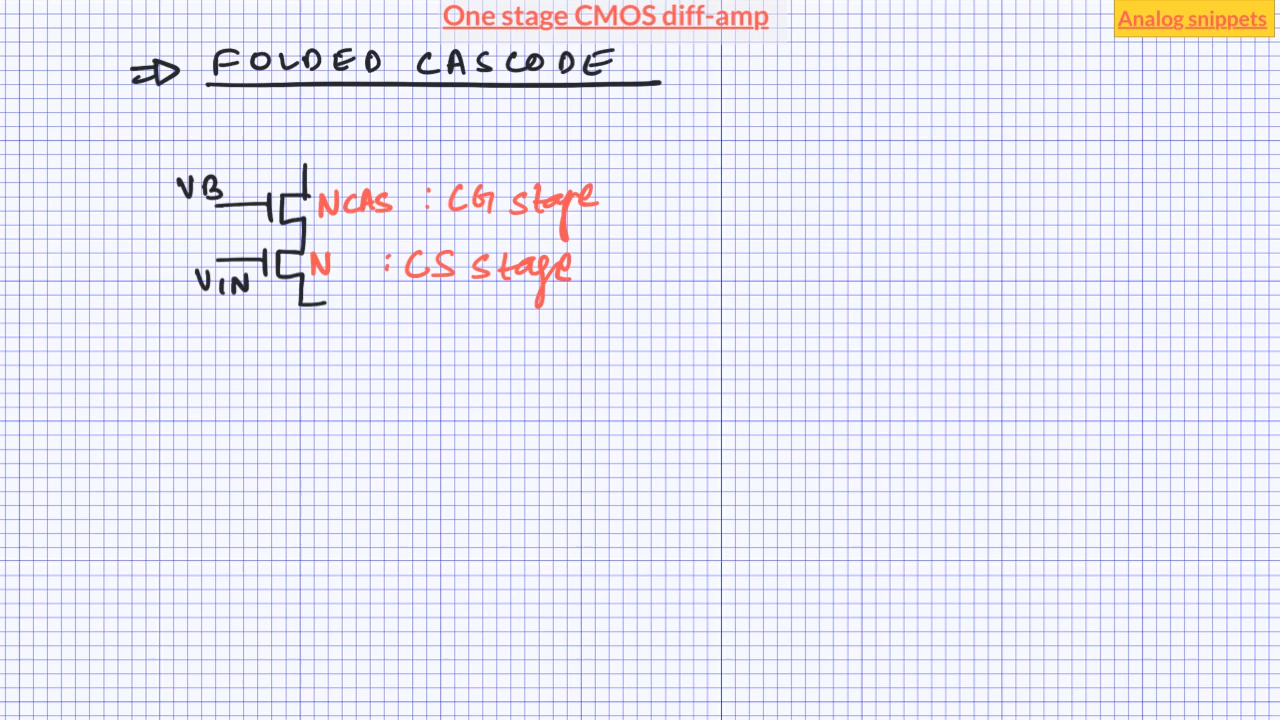 One stage CMOS diff-amp
Analog snippets
⇒ FOLDED CASCODE
VB
NCAS : CG stage
VIN
N : CS stage